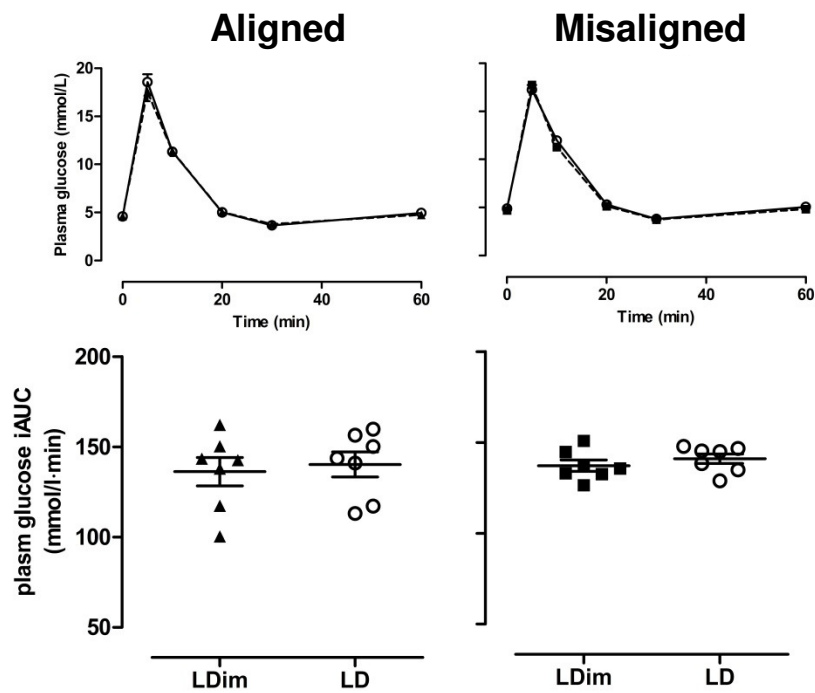 Aligned
Misaligned
Plasma glucose (mmol/L)
20
15
10
5
0
0 20 40 60
Time (min)
0 20 40 60
Time (min)
plasm glucose iAUC
(mmol/l·min)
200
150
100
50
LDim LD
LDim LD